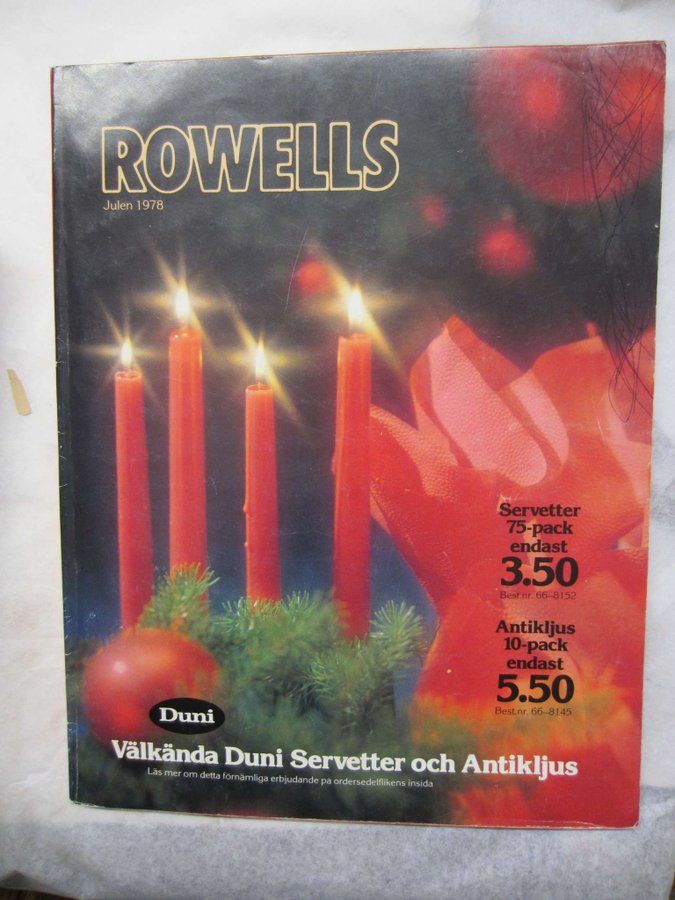 ROWELLS
Julen 1978
Servetter
75-pack
endast
3.50
Best.nr. 66-8152
Antikljus
10-pack
endast
5.50
Best.nr. 66-8145
Duni
Välkända Duni Servetter och Antikljus
Läs mer om detta förnämliga erbjudande på ordersedelflikens insida